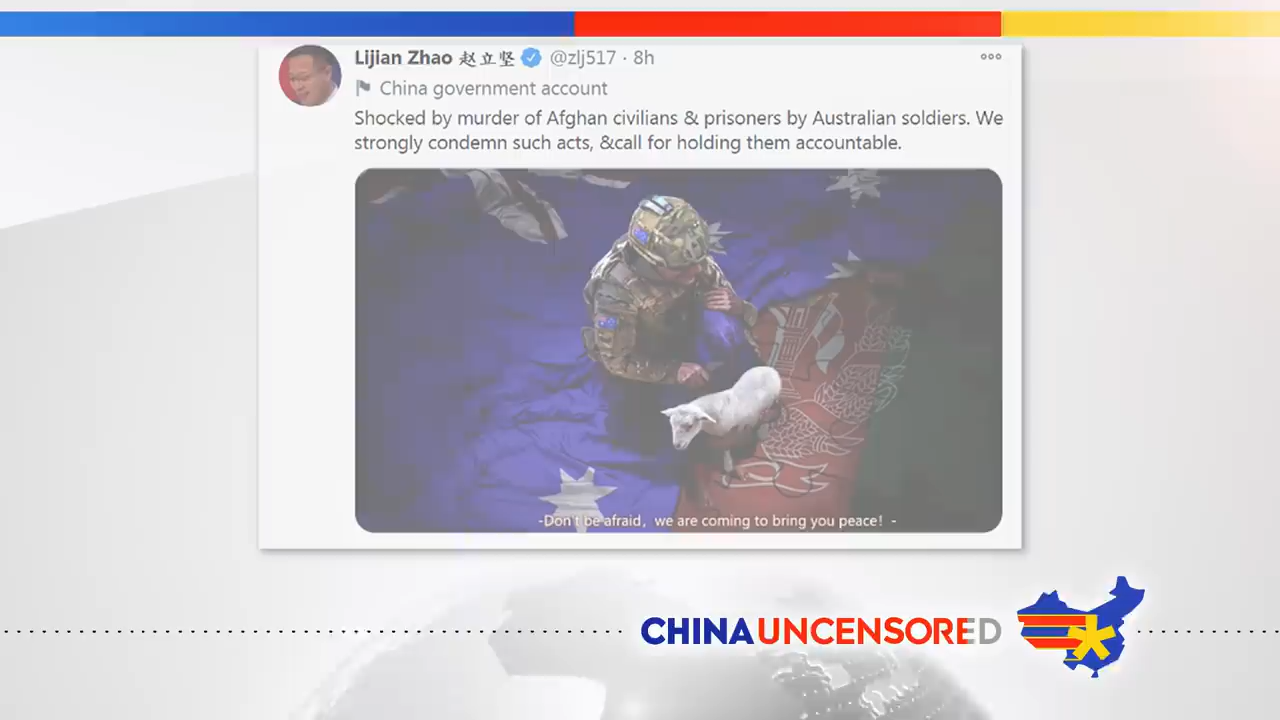 Lijian Zhao 赵立坚 @zlj517 · 8h
China government account
Shocked by murder of Afghan civilians & prisoners by Australian soldiers. We
strongly condemn such acts, &call for holding them accountable.
-Don't be afraid, we are coming to bring you peace! -
CHINA UNCENSORED